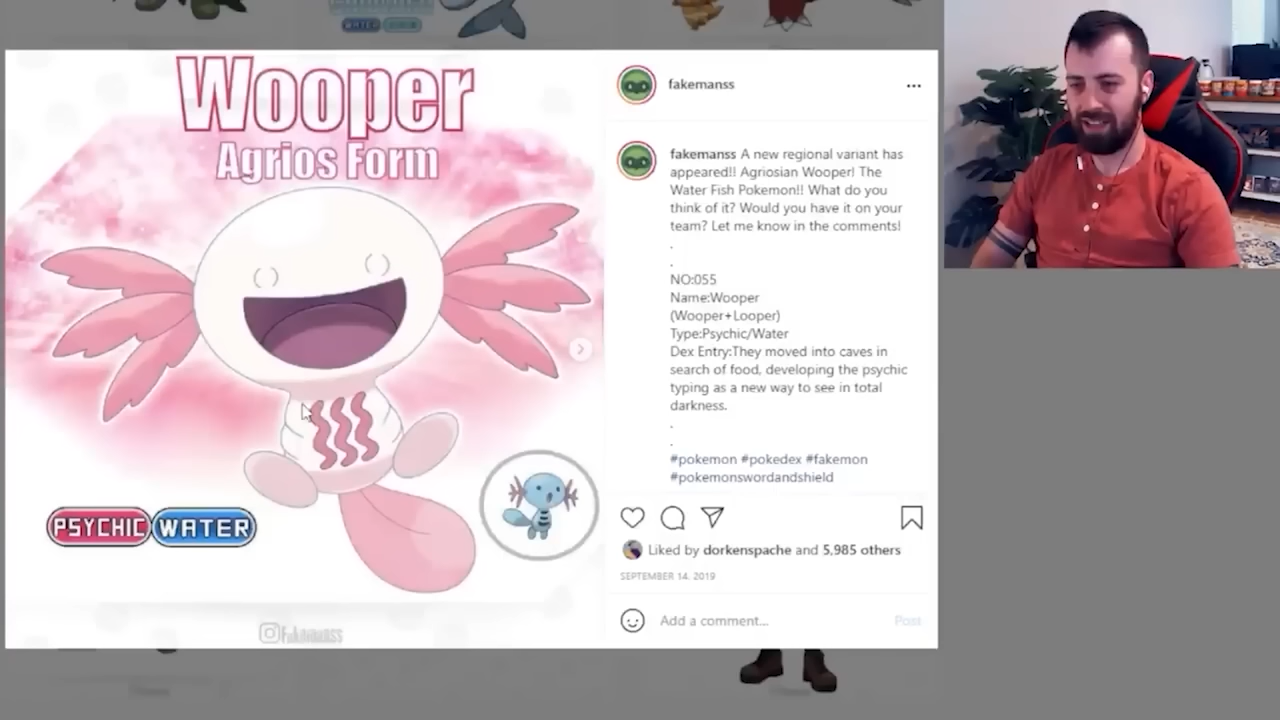 WATER
Wooper
Agrios Form
PSYCHIC WATER
Fakemanss
fakemanss
fakemanss A new regional variant has
appeared!! Agriosian Wooper! The
Water Fish Pokemon!! What do you
think of it? Would you have it on your
team? Let me know in the comments!
.
.
NO:055
Name:Wooper
(Wooper+Looper)
Type:Psychic/Water
Dex Entry:They moved into caves in
search of food, developing the psychic
typing as a new way to see in total
darkness.
.
.
#pokemon #pokedex #fakemon
#pokemonswordandshield
Liked by dorkenspache and 5,985 others
SEPTEMBER 14, 2019
Add a comment...
Post